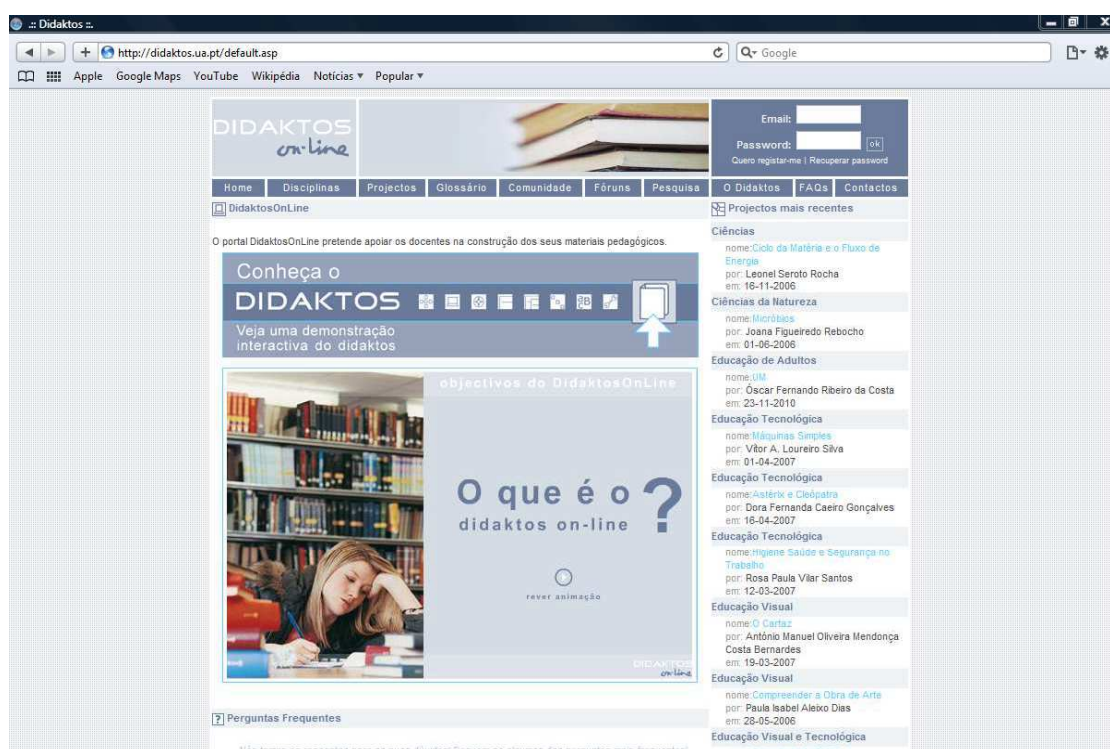 .:: Didaktos ::.
http://didaktos.ua.pt/default.asp
Google
Apple Google Maps YouTube Wikipédia Notícias Popular
DIDAKTOS
on-line
Email:
Password:
ok
Quero registar-me | Recuperar password
Home Disciplinas Projectos Glossário Comunidade Fóruns Pesquisa O Didaktos FAQs Contactos
DidaktosOnLine
O portal DidaktosOnLine pretende apoiar os docentes na construção dos seus materiais pedagógicos.
Conheça o
DIDAKTOS
Veja uma demonstração
interactiva do didaktos
objectivos do DidaktosOnLine
O que é o ?
didaktos on-line
rever animação
DIDAKTOS
on-line
Perguntas Frequentes
Projectos mais recentes
Ciências
nome:Ciclo da Matéria e o Fluxo de
Energia
por: Leonel Seroto Rocha
em: 16-11-2006
Ciências da Natureza
nome:Micróbios
por: Joana Figueiredo Rebocho
em: 01-06-2006
Educação de Adultos
nome:UM
por: Óscar Fernando Ribeiro da Costa
em: 23-11-2010
Educação Tecnológica
nome:Máquinas Simples
por: Vítor A. Loureiro Silva
em: 01-04-2007
Educação Tecnológica
nome:Astérix e Cleópatra
por: Dora Fernanda Caeiro Gonçalves
em: 16-04-2007
Educação Tecnológica
nome:Higiene Saúde e Segurança no
Trabalho
por: Rosa Paula Vilar Santos
em: 12-03-2007
Educação Visual
nome:O Cartaz
por: António Manuel Oliveira Mendonça
Costa Bernardes
em: 19-03-2007
Educação Visual
nome:Compreender a Obra de Arte
por: Paula Isabel Aleixo Dias
em: 28-05-2006
Educação Visual e Tecnológica